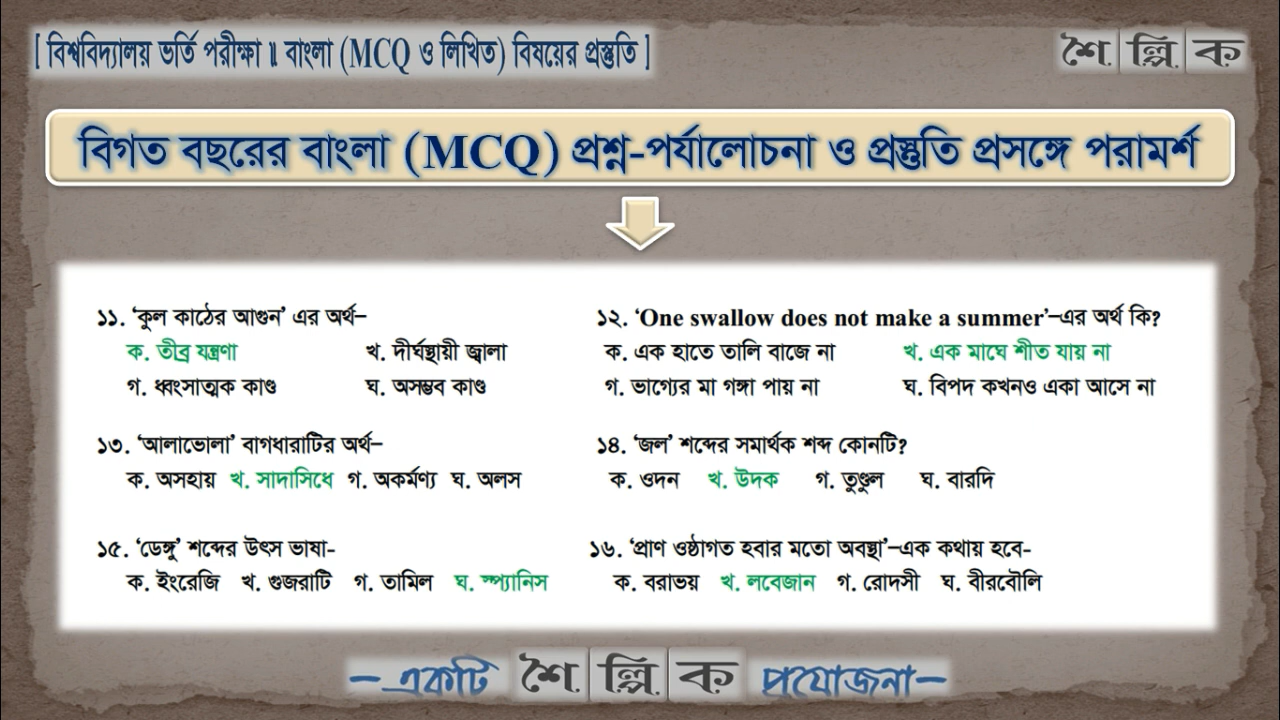 [ বিশ্ববিদ্যালয় ভর্তি পরীক্ষা ॥ বাংলা (MCQ ও লিখিত) বিষয়ের প্রস্তুতি ]
শৈল্পিক
বিগত বছরের বাংলা (MCQ) প্রশ্ন-পর্যালোচনা ও প্রস্তুতি প্রসঙ্গে পরামর্শ
১১. ‘কুল কাঠের আগুন’ এর অর্থ–
ক. তীব্র যন্ত্রণা খ. দীর্ঘস্থায়ী জ্বালা
গ. ধ্বংসাত্মক কাণ্ড ঘ. অসম্ভব কাণ্ড
১২. ‘One swallow does not make a summer’–এর অর্থ কি?
ক. এক হাতে তালি বাজে না খ. এক মাঘে শীত যায় না
গ. ভাগ্যের মা গঙ্গা পায় না ঘ. বিপদ কখনও একা আসে না
১৩. ‘আলাভোলা’ বাগধারাটির অর্থ–
ক. অসহায় খ. সাদাসিধে গ. অকর্মণ্য ঘ. অলস
১৪. ‘জল’ শব্দের সমার্থক শব্দ কোনটি?
ক. ওদন খ. উদক গ. তুণ্ডুল ঘ. বারদি
১৫. ‘ডেঙ্গু’ শব্দের উৎস ভাষা-
ক. ইংরেজি খ. গুজরাটি গ. তামিল ঘ. স্প্যানিস
১৬. ‘প্রাণ ওষ্ঠাগত হবার মতো অবস্থা’–এক কথায় হবে-
ক. বরাভয় খ. লবেজান গ. রোদসী ঘ. বীরবৌলি
–একটি শৈল্পিক প্রযোজনা–